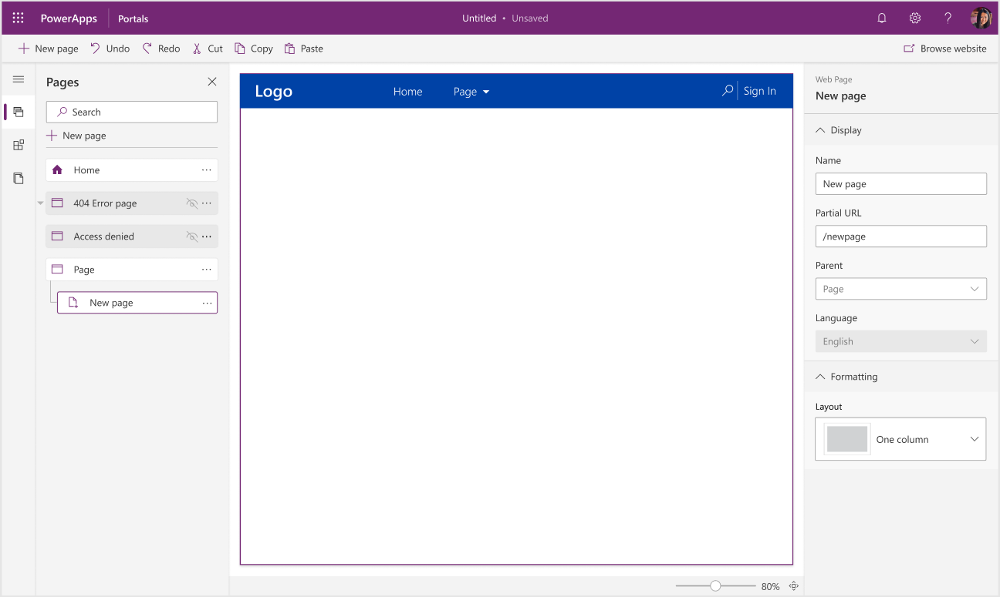 PowerApps
Portals
Untitled • Unsaved
New page
Undo
Redo
Cut
Copy
Paste
Browse website
Pages
Search
New page
Home
404 Error page
Access denied
Page
New page
Logo
Home
Page
Sign In
80%
Web Page
New page
Display
Name
New page
Partial URL
/newpage
Parent
Page
Language
English
Formatting
Layout
One column